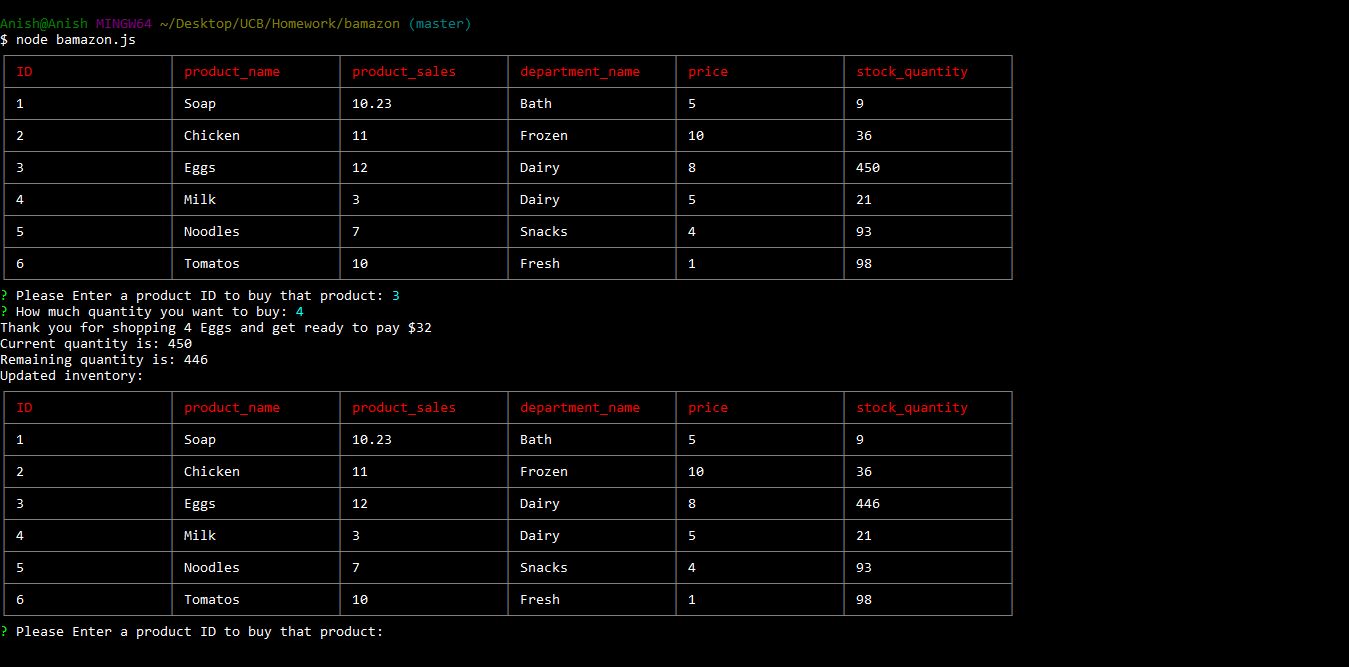 Anish@Anish MINGW64 ~/Desktop/UCB/Homework/bamazon (master)
$ node bamazon.js
ID product_name product_sales department_name price stock_quantity
1 Soap 10.23 Bath 5 9
2 Chicken 11 Frozen 10 36
3 Eggs 12 Dairy 8 450
4 Milk 3 Dairy 5 21
5 Noodles 7 Snacks 4 93
6 Tomatos 10 Fresh 1 98
? Please Enter a product ID to buy that product: 3
? How much quantity you want to buy: 4
Thank you for shopping 4 Eggs and get ready to pay $32
Current quantity is: 450
Remaining quantity is: 446
Updated inventory:
ID product_name product_sales department_name price stock_quantity
1 Soap 10.23 Bath 5 9
2 Chicken 11 Frozen 10 36
3 Eggs 12 Dairy 8 446
4 Milk 3 Dairy 5 21
5 Noodles 7 Snacks 4 93
6 Tomatos 10 Fresh 1 98
? Please Enter a product ID to buy that product: